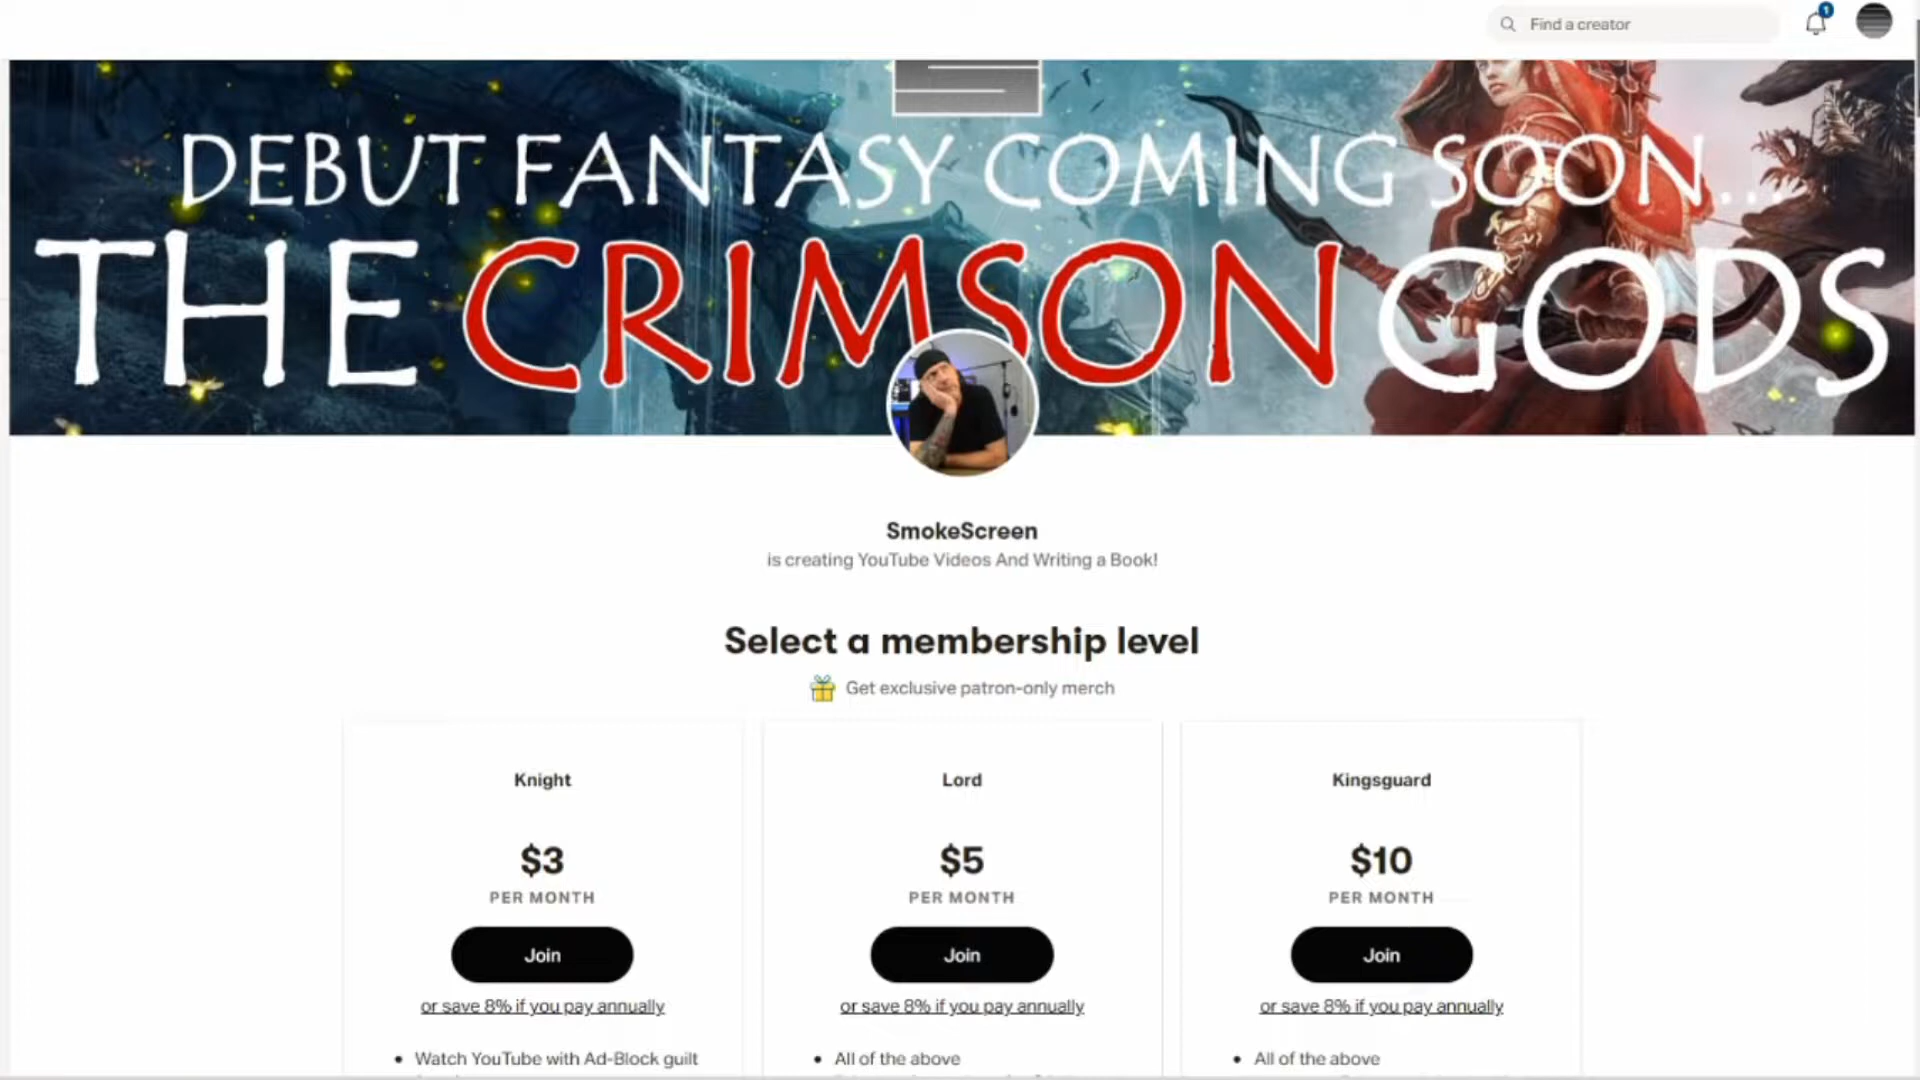 Find a creator
1
DEBUT FANTASY COMING SOON...
THE CRIMSON GODS
SmokeScreen
is creating YouTube Videos And Writing a Book!
Select a membership level
Get exclusive patron-only merch
Knight
$3
PER MONTH
Join
or save 8% if you pay annually
• Watch YouTube with Ad-Block guilt
Lord
$5
PER MONTH
Join
or save 8% if you pay annually
• All of the above
Kingsguard
$10
PER MONTH
Join
or save 8% if you pay annually
• All of the above